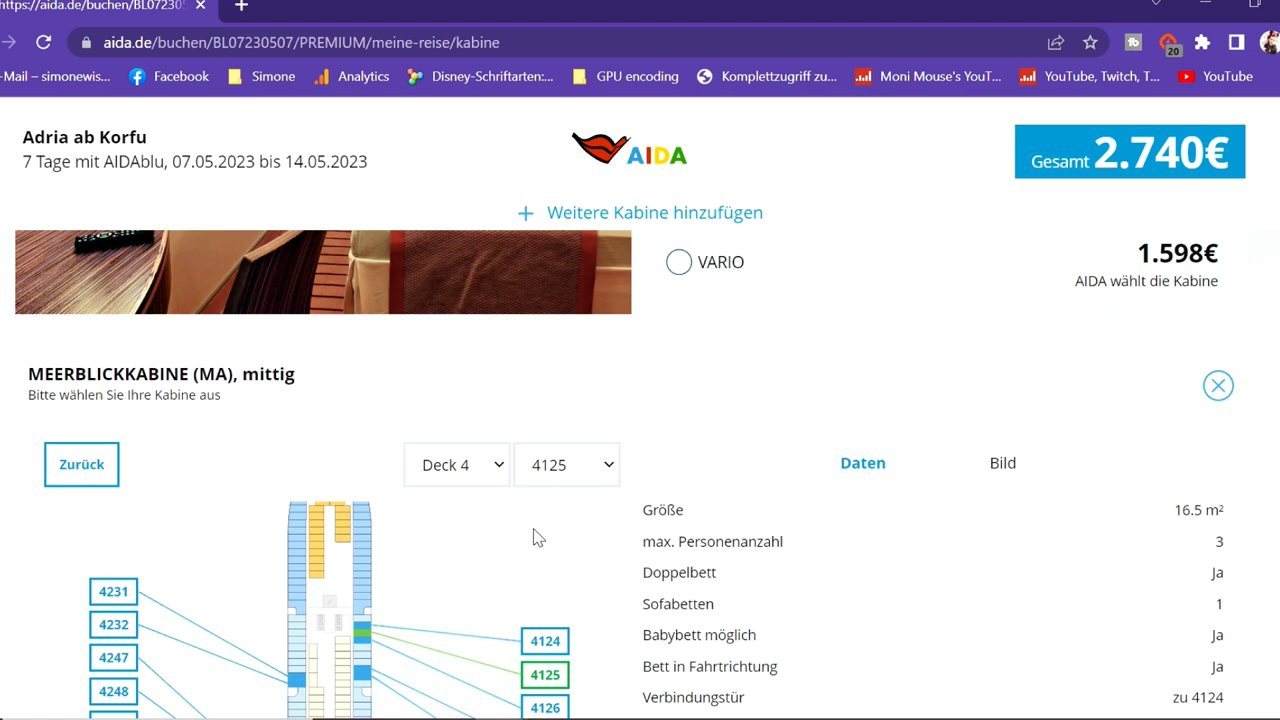 https://aida.de/buchen/BL07230
aida.de/buchen/BL07230507/PREMIUM/meine-reise/kabine
20
-Mail – simonewis... Facebook Simone Analytics Disney-Schriftarten:... GPU encoding Komplettzugriff zu... Moni Mouse's YouT... YouTube, Twitch, T... YouTube
Adria ab Korfu
7 Tage mit AIDAblu, 07.05.2023 bis 14.05.2023
AIDA
Gesamt 2.740€
+ Weitere Kabine hinzufügen
VARIO
1.598€
AIDA wählt die Kabine
MEERBLICKKABINE (MA), mittig
Bitte wählen Sie Ihre Kabine aus
Zurück
Deck 4
4125
Daten
Bild
Größe 16.5 m²
max. Personenanzahl 3
Doppelbett Ja
Sofabetten 1
Babybett möglich Ja
Bett in Fahrtrichtung Ja
Verbindungstür zu 4124
4231
4232
4247
4248
4124
4125
4126